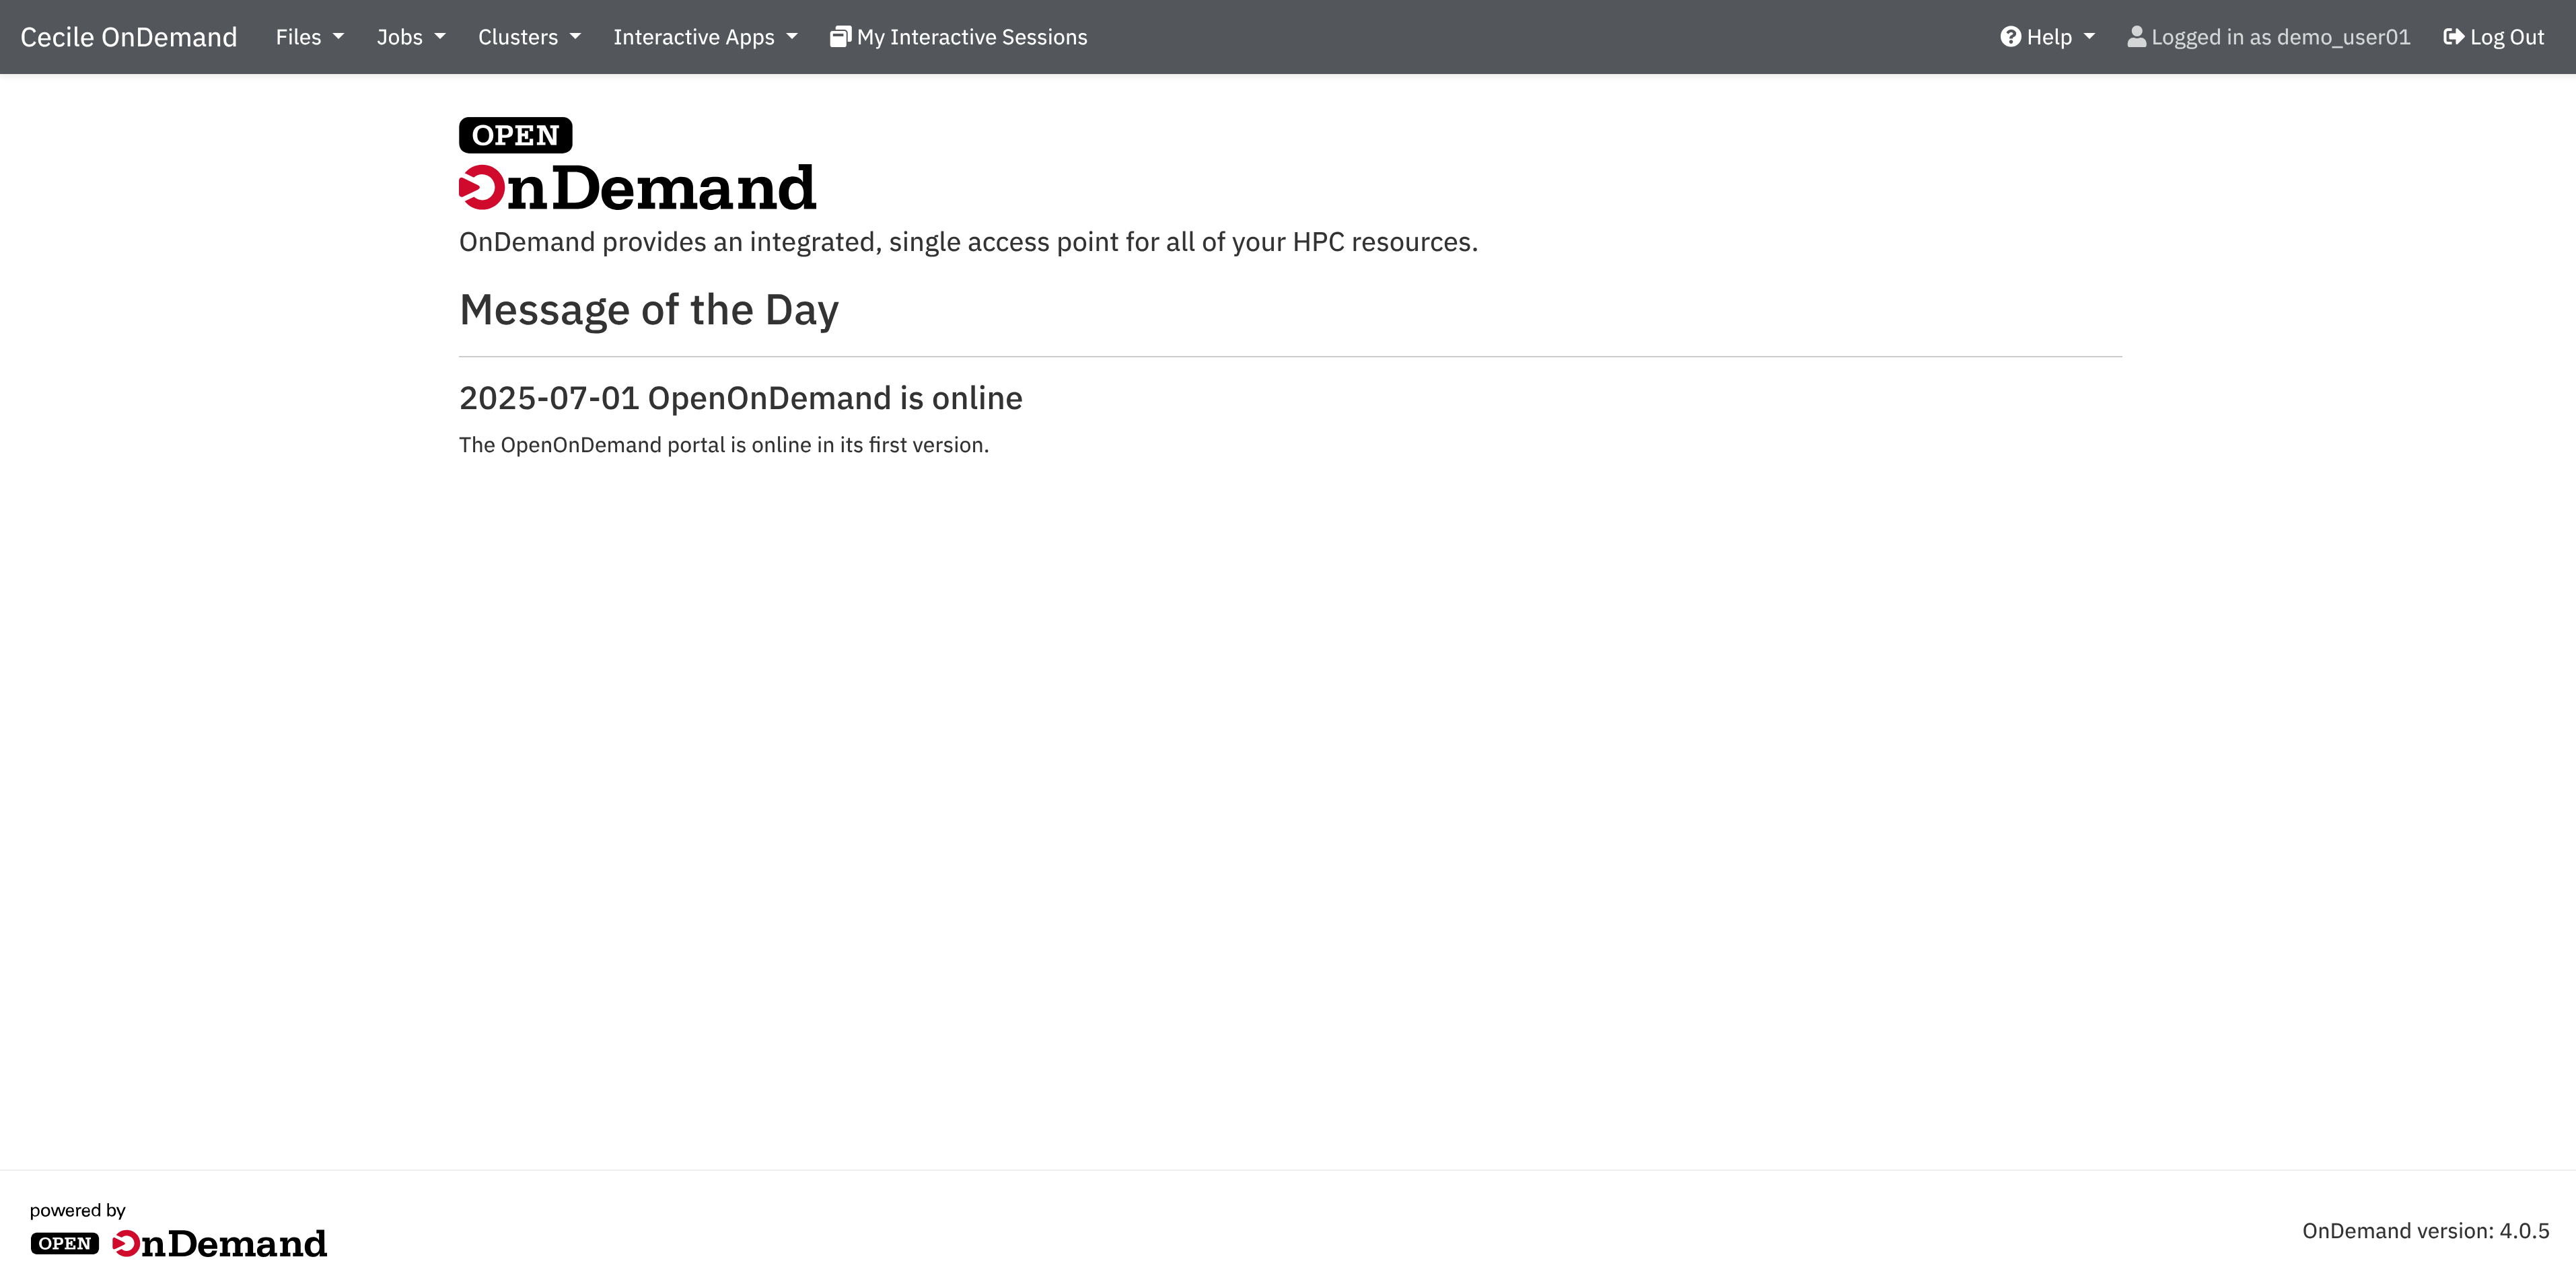 Cecile OnDemand Files Jobs Clusters Interactive Apps My Interactive Sessions Help Logged in as demo_user01 Log Out
OPEN
OnDemand
OnDemand provides an integrated, single access point for all of your HPC resources.
Message of the Day
2025-07-01 OpenOnDemand is online
The OpenOnDemand portal is online in its first version.
powered by
OPEN OnDemand
OnDemand version: 4.0.5